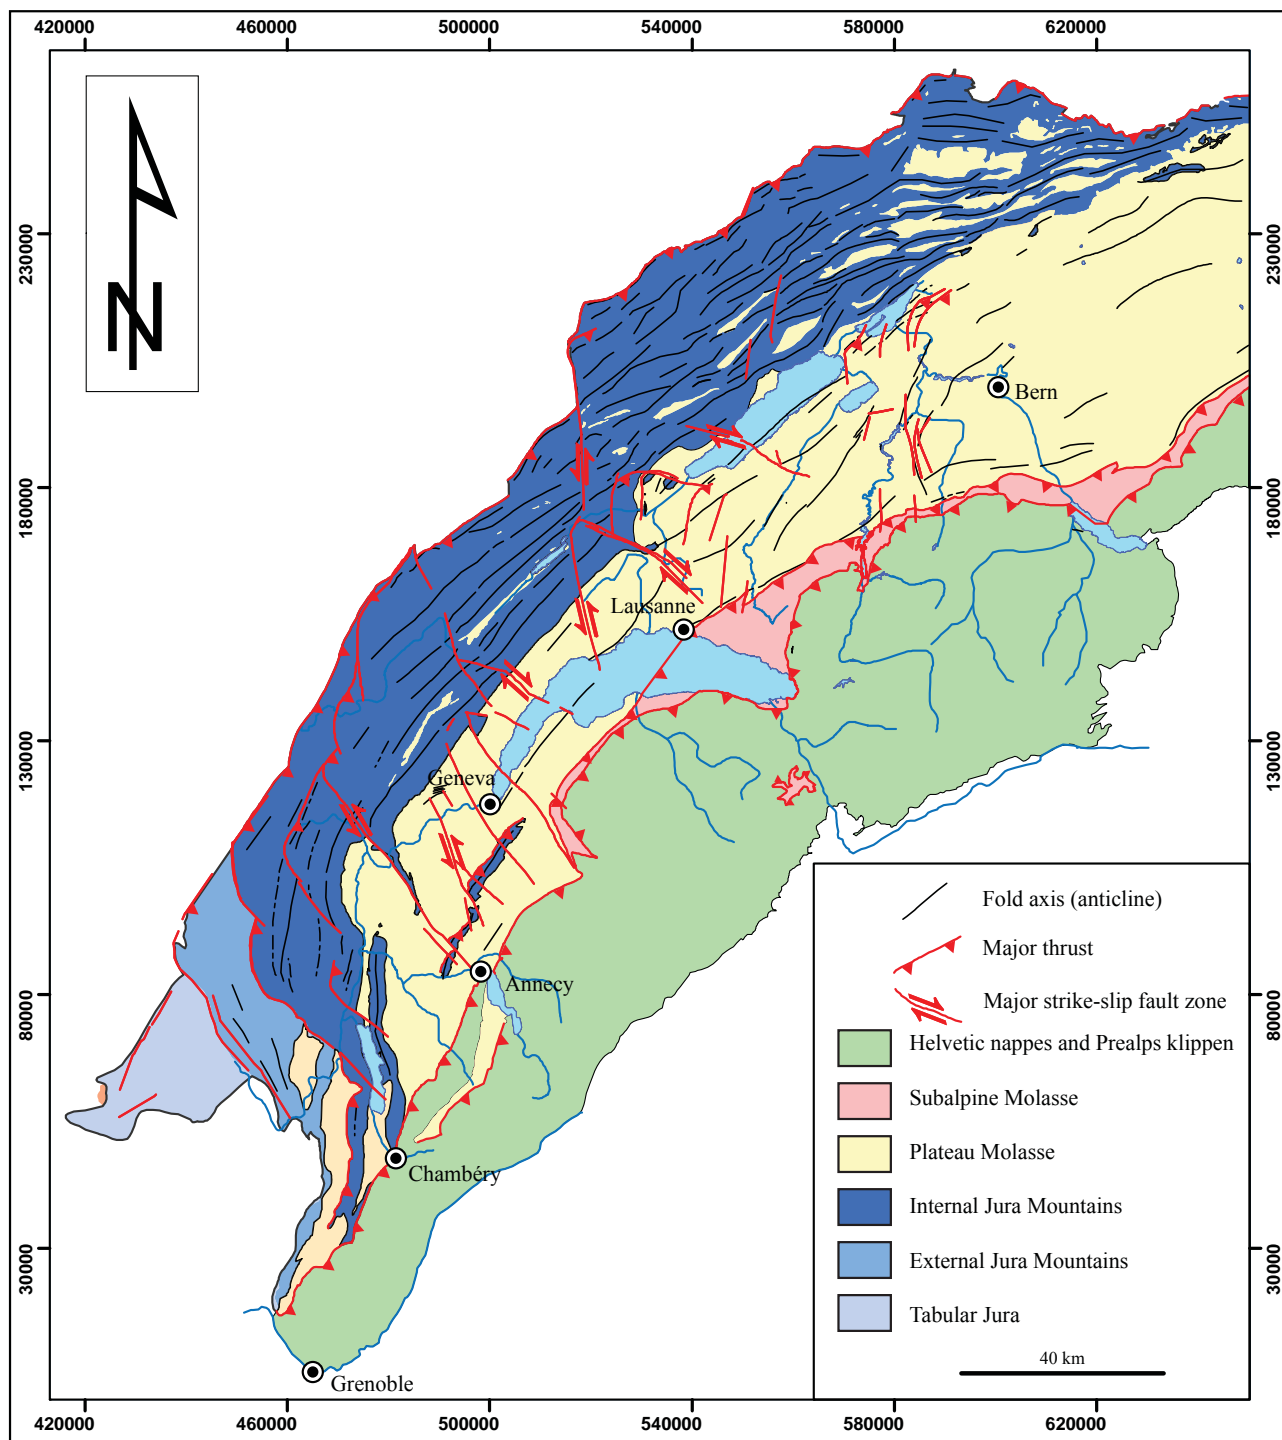 420000 460000 500000 540000 580000 620000
N
230000
230000
Bern
180000
180000
Lausanne
130000
130000
Geneva
Fold axis (anticline)
Major thrust
Annecy
Major strike-slip fault zone
80000
80000
Helvetic nappes and Prealps klippen
Subalpine Molasse
Plateau Molasse
Chambéry
Internal Jura Mountains
30000
30000
External Jura Mountains
Tabular Jura
40 km
Grenoble
420000 460000 500000 540000 580000 620000